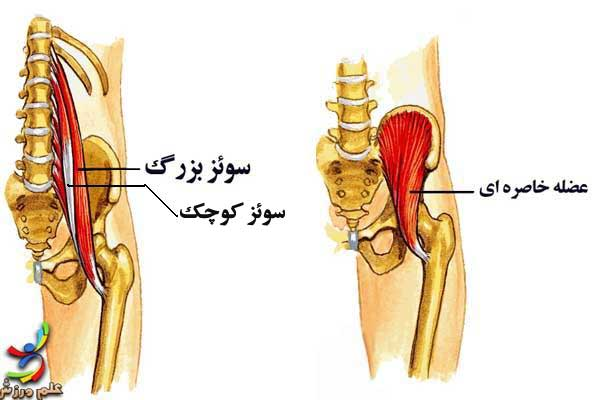 سوئز بزرگ
سوئز کوچک
عضله خاصره ای
علم ورزش